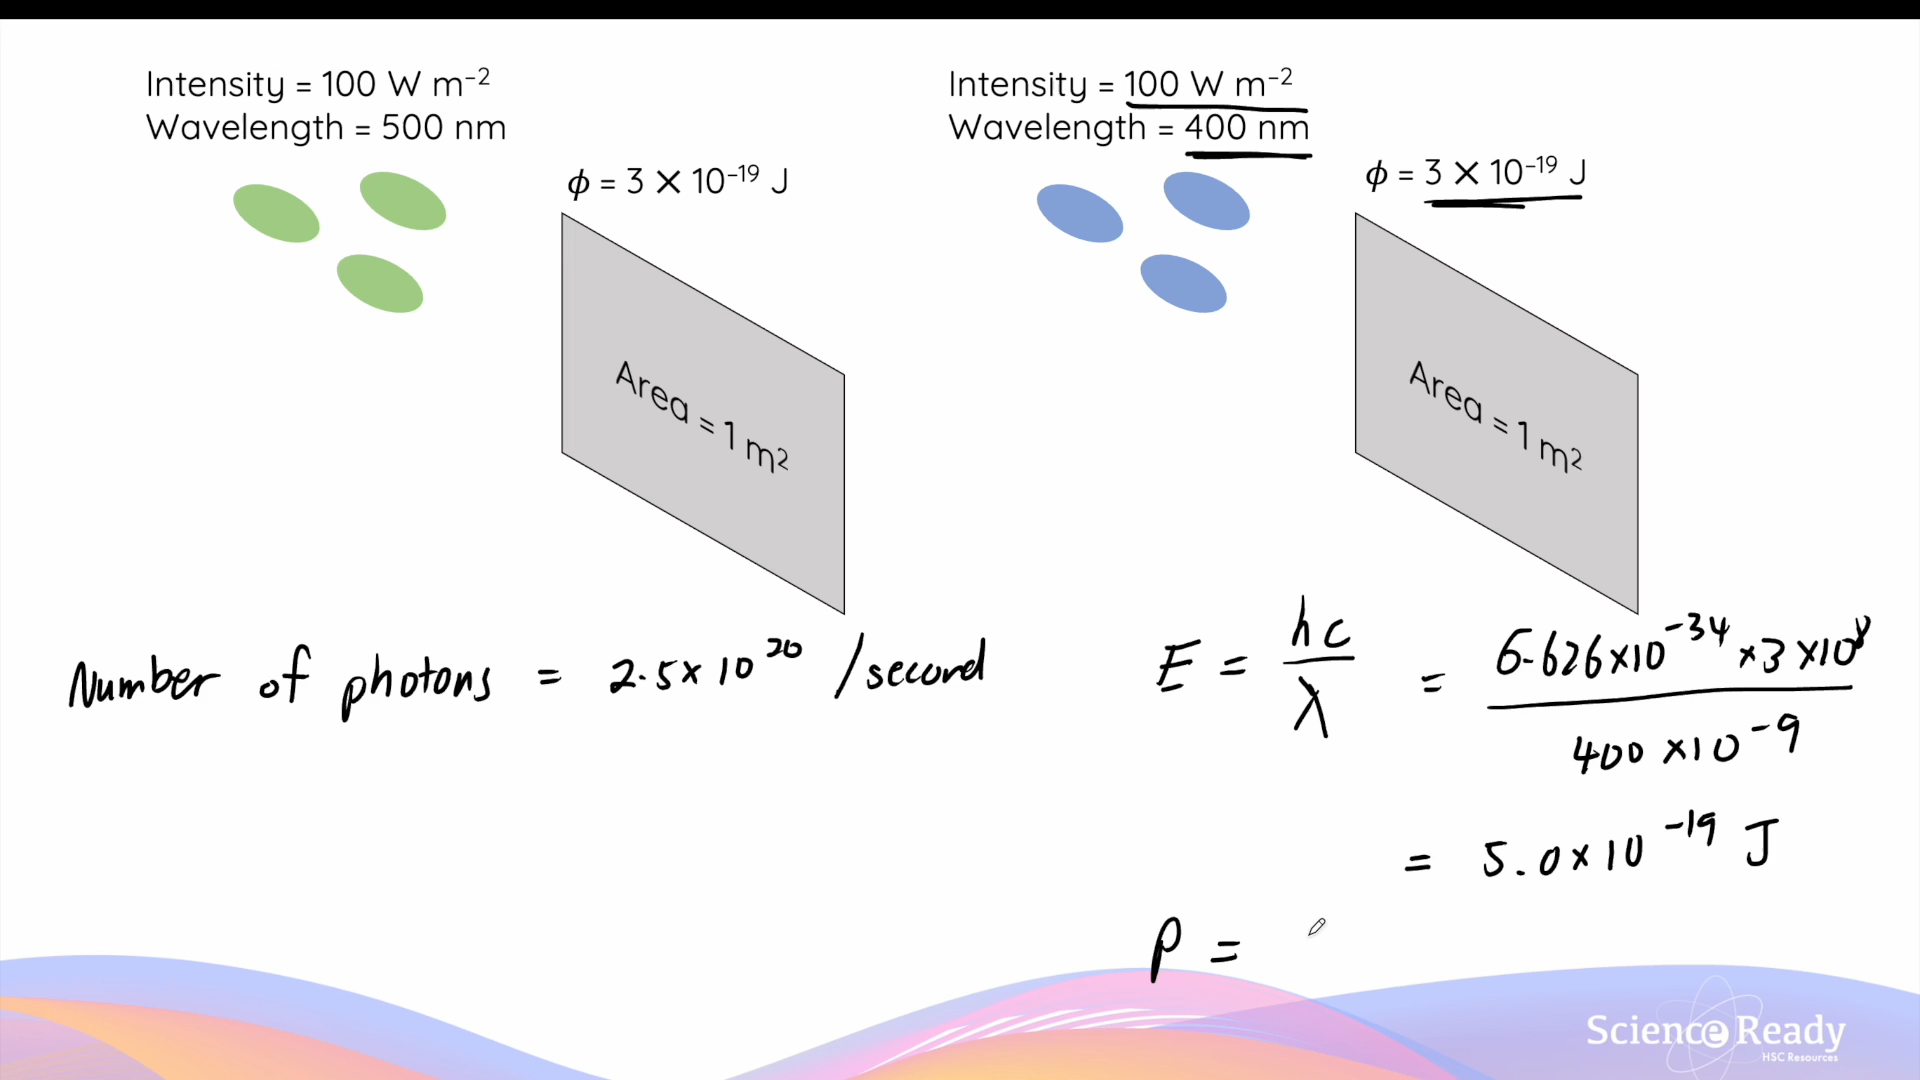 Intensity = 100 W m⁻²
Wavelength = 500 nm
ϕ = 3 × 10⁻¹⁹ J
Area = 1 m²
Number of photons = 2.5 × 10²⁰ /second
Intensity = 100 W m⁻²
Wavelength = 400 nm
ϕ = 3 × 10⁻¹⁹ J
Area = 1 m²
E = hc/λ = 6.626×10⁻³⁴ × 3 × 10⁸ / 400 × 10⁻⁹
= 5.0 × 10⁻¹⁹ J
P =
Science Ready
HSC Resources